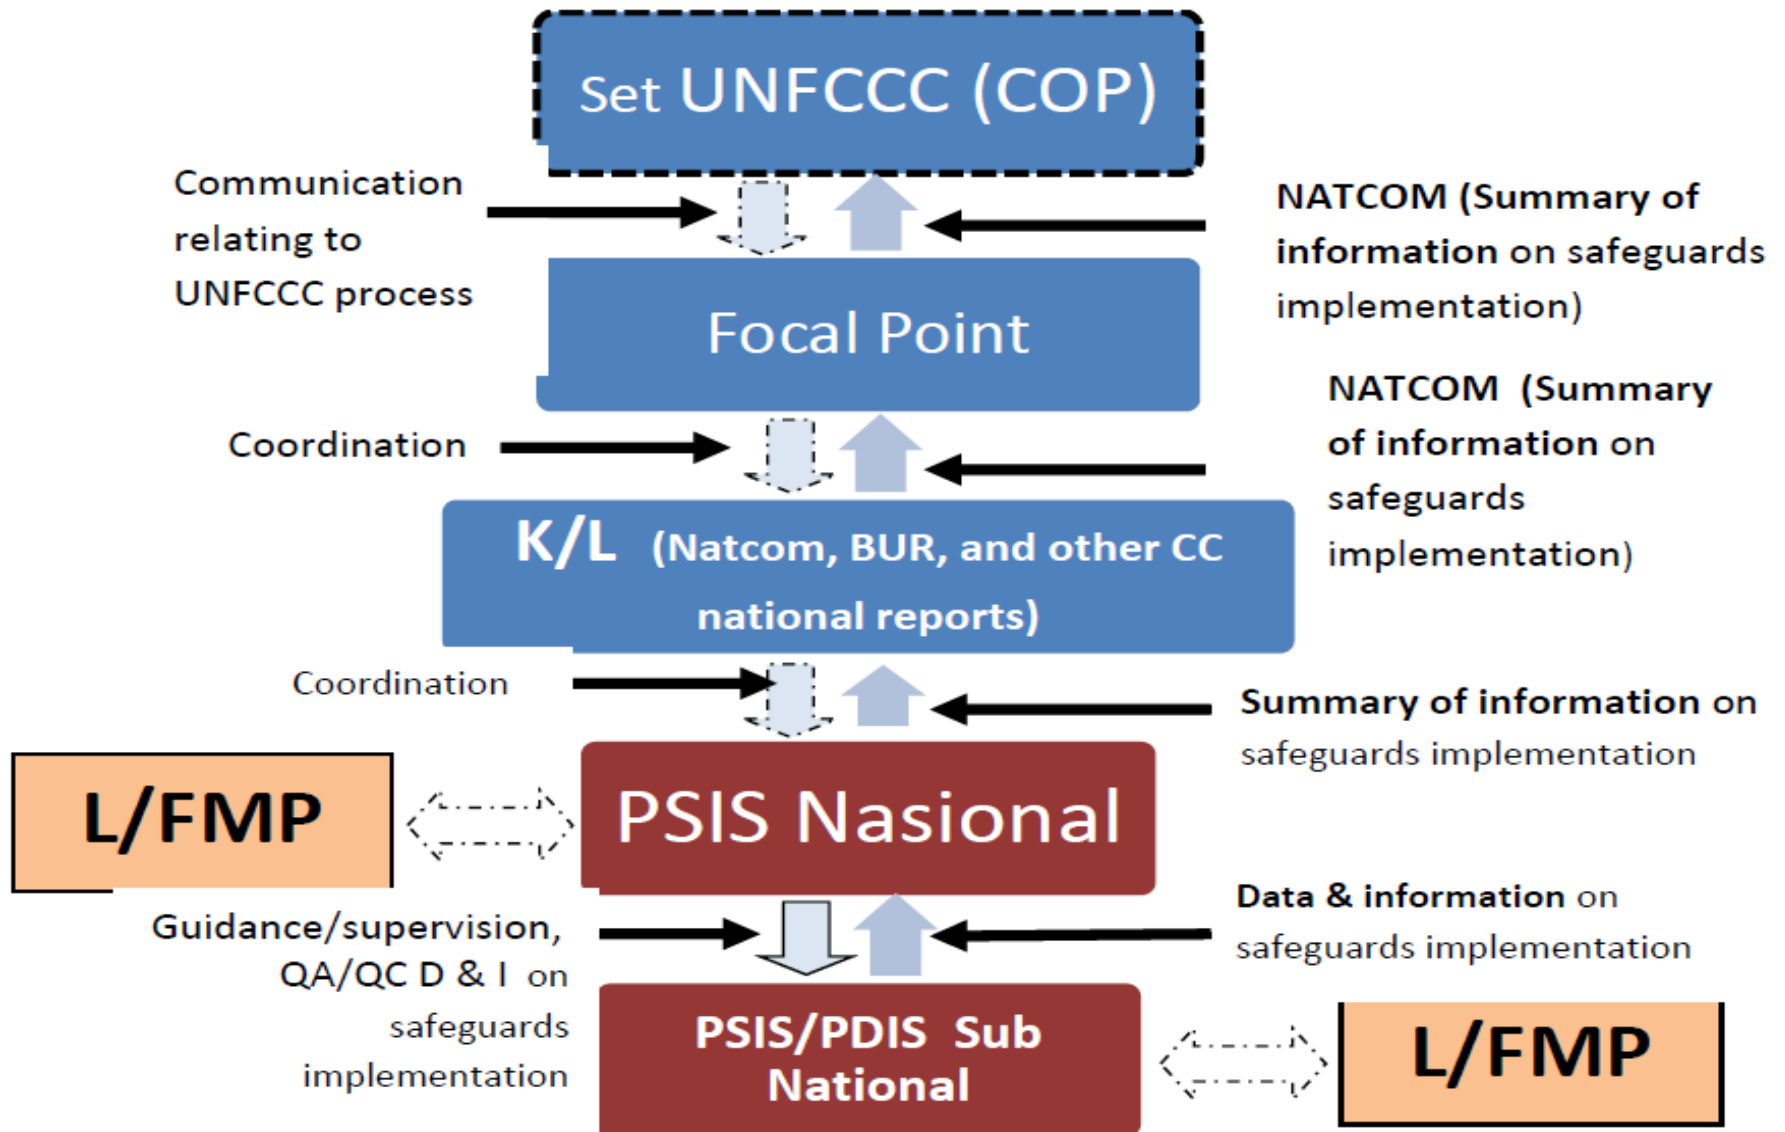 Set UNFCCC (COP)
Communication
relating to
UNFCCC process
NATCOM (Summary of
information on safeguards
implementation)
Focal Point
Coordination
NATCOM (Summary
of information on
safeguards
implementation)
K/L (Natcom, BUR, and other CC
national reports)
Coordination
Summary of information on
safeguards implementation
L/FMP
PSIS Nasional
Guidance/supervision,
QA/QC D & I on
safeguards
implementation
Data & information on
safeguards implementation
PSIS/PDIS Sub
National
L/FMP